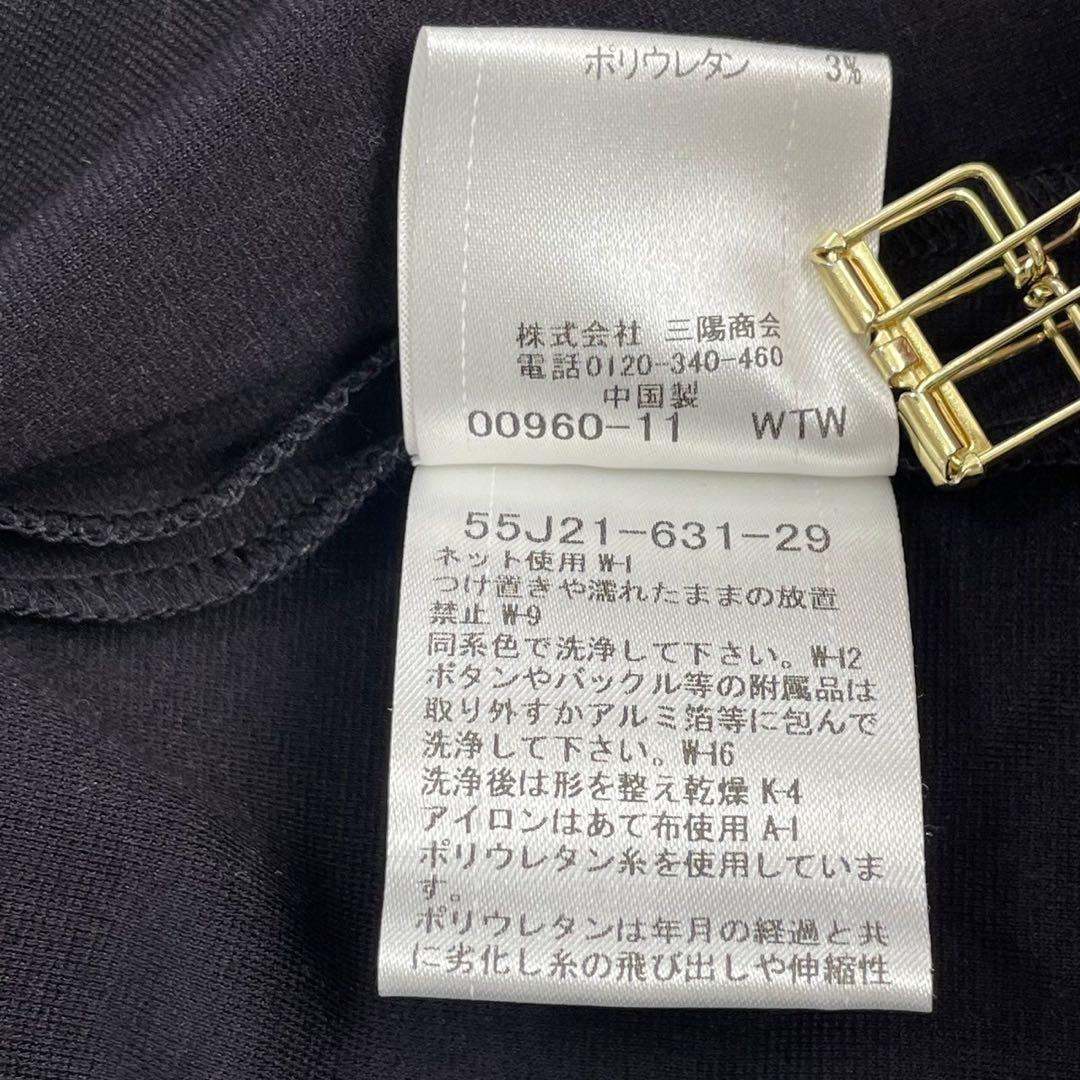 ポリウレタン 3%
株式会社 三陽商会
電話0120-340-460
中国製
00960-11 WTW
55J21-631-29
ネット使用 W-1
つけ置きや濡れたままの放置
禁止 W-9
同系色で洗浄して下さい。W-12
ボタンやバックル等の附属品は
取り外すかアルミ箔等に包んで
洗浄して下さい。W-16
洗浄後は形を整え乾燥 K-4
アイロンはあて布使用 A-1
ポリウレタン糸を使用していま
す。
ポリウレタンは年月の経過と共
に劣化し糸の飛び出しや伸縮性